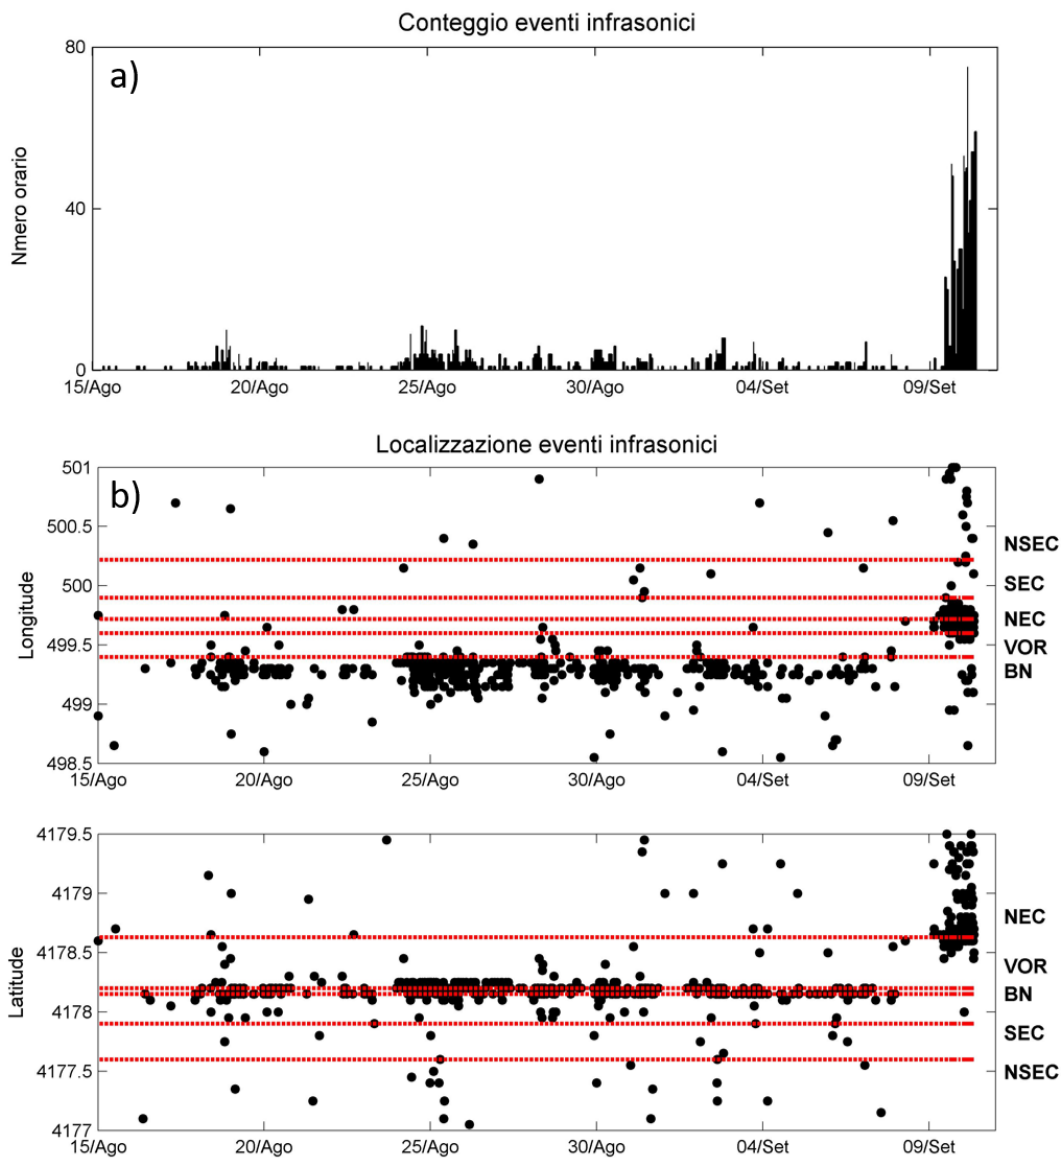 Conteggio eventi infrasonici
a)
80
40
0
Nmero orario
15/Ago 20/Ago 25/Ago 30/Ago 04/Set 09/Set
Localizzazione eventi infrasonici
b)
501
500.5
500
499.5
499
498.5
Longitude
NSEC
SEC
NEC
VOR
BN
15/Ago 20/Ago 25/Ago 30/Ago 04/Set 09/Set
4179.5
4179
4178.5
4178
4177.5
4177
Latitude
NEC
VOR
BN
SEC
NSEC
15/Ago 20/Ago 25/Ago 30/Ago 04/Set 09/Set